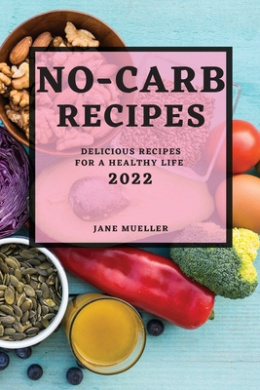 NO-CARB
RECIPES
DELICIOUS RECIPES
FOR A HEALTHY LIFE
2022
JANE MUELLER